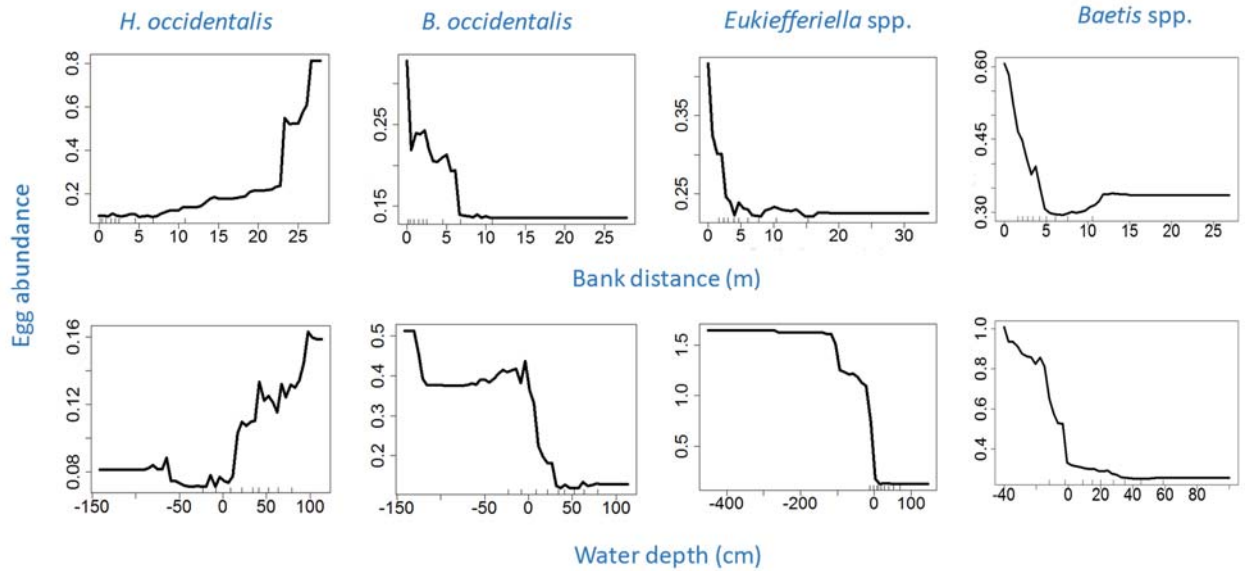 H. occidentalis
B. occidentalis
Eukiefferiella spp.
Baetis spp.
Egg abundance
0.8
0.6
0.4
0.2
0 5 10 15 20 25
0.25
0.15
0 5 10 15 20 25
0.35
0.25
0 10 20 30
0.60
0.45
0.30
0 5 10 15 20 25
Bank distance (m)
0.16
0.12
0.08
-150 -50 0 50 100
0.5
0.4
0.3
0.2
-150 -50 0 50 100
1.5
1.0
0.5
-400 -200 0 100
1.0
0.8
0.6
0.4
-40 0 20 40 60 80
Water depth (cm)